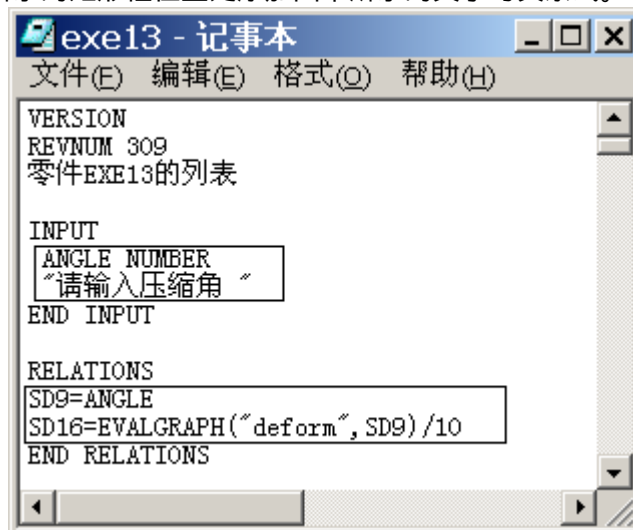 exe13 - 记事本
文件(F) 编辑(E) 格式(O) 帮助(H)
VERSION
REVNUM 309
零件EXE13的列表
INPUT
ANGLE NUMBER
"请输入压缩角 "
END INPUT
RELATIONS
SD9=ANGLE
SD16=EVALGRAPH("deform",SD9)/10
END RELATIONS